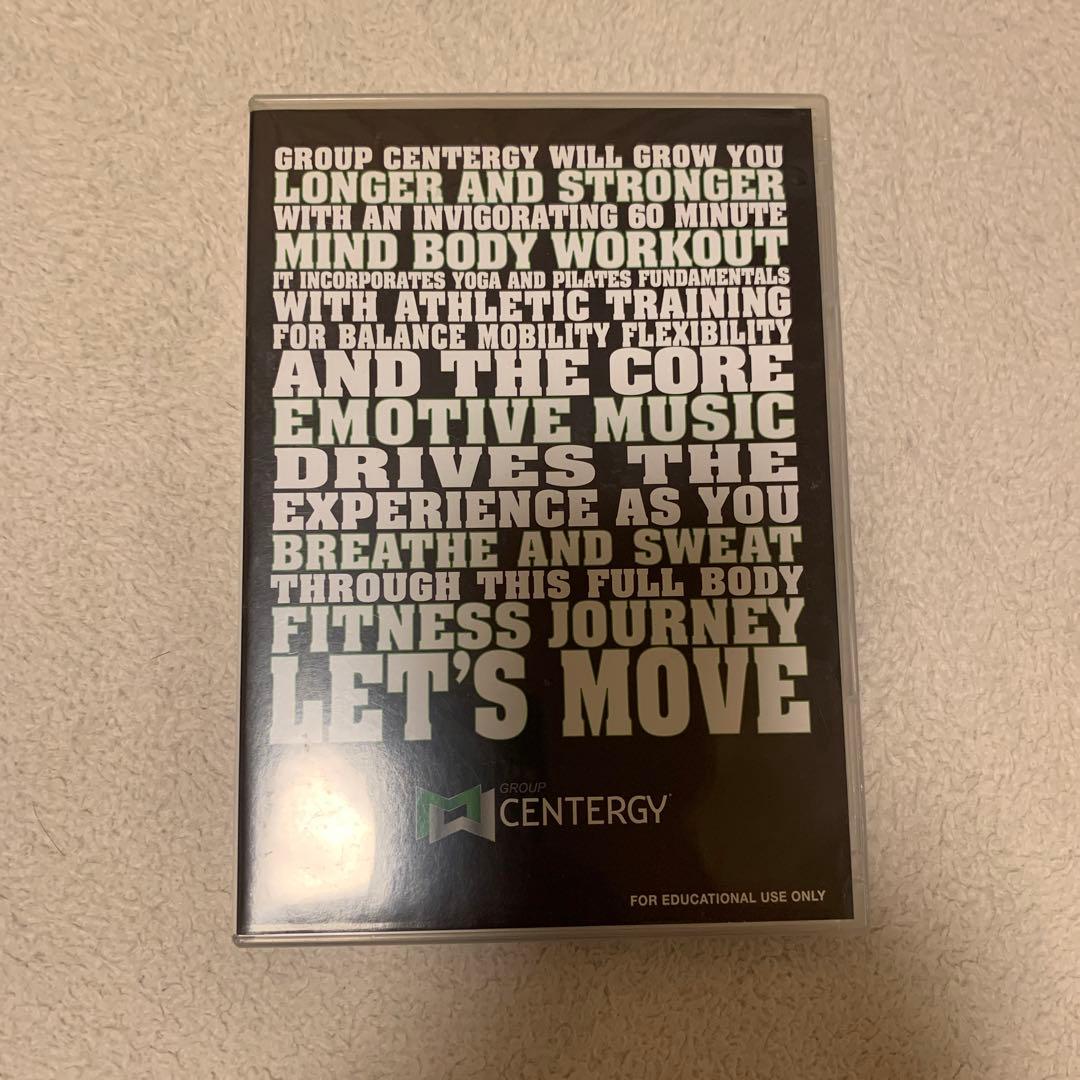 GROUP CENTERGY WILL GROW YOU
LONGER AND STRONGER
WITH AN INVIGORATING 60 MINUTE
MIND BODY WORKOUT
IT INCORPORATES YOGA AND PILATES FUNDAMENTALS
WITH ATHLETIC TRAINING
FOR BALANCE MOBILITY FLEXIBILITY
AND THE CORE
EMOTIVE MUSIC
DRIVES THE
EXPERIENCE AS YOU
BREATHE AND SWEAT
THROUGH THIS FULL BODY
FITNESS JOURNEY
LET'S MOVE
GROUP
CENTERGY
FOR EDUCATIONAL USE ONLY